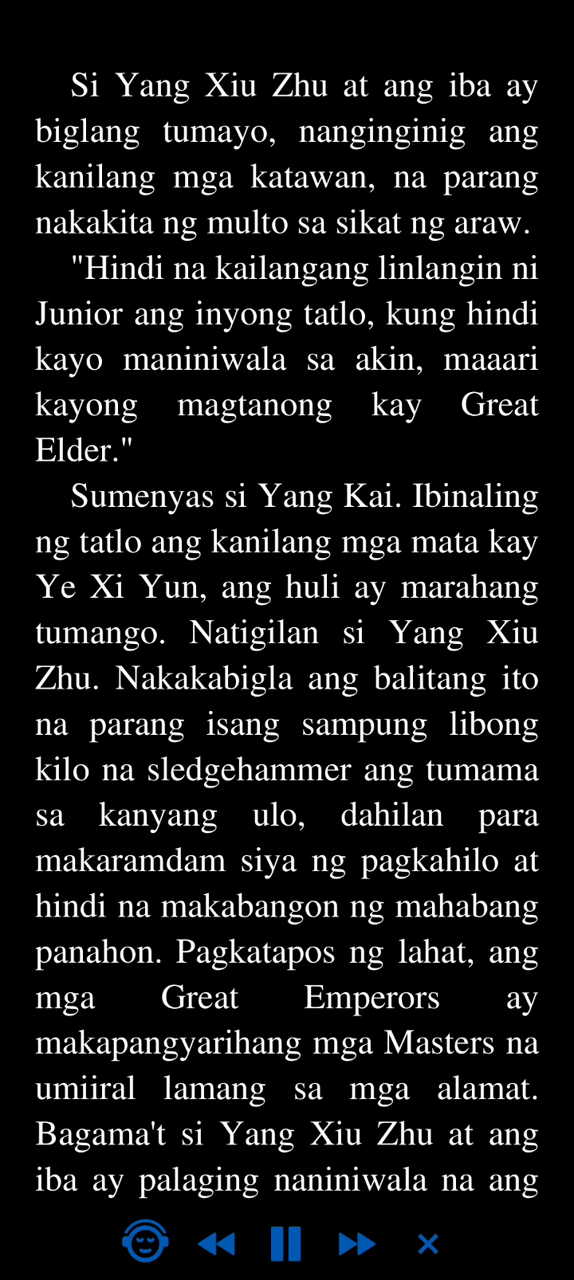 Si Yang Xiu Zhu at ang iba ay
biglang tumayo, nanginginig ang
kanilang mga katawan, na parang
nakakita ng multo sa sikat ng araw.
"Hindi na kailangang linlangin ni
Junior ang inyong tatlo, kung hindi
kayo maniniwala sa akin, maaari
kayong magtanong kay Great
Elder."
Sumenyas si Yang Kai. Ibinaling
ng tatlo ang kanilang mga mata kay
Ye Xi Yun, ang huli ay marahang
tumango. Natigilan si Yang Xiu
Zhu. Nakakabigla ang balitang ito
na parang isang sampung libong
kilo na sledgehammer ang tumama
sa kanyang ulo, dahilan para
makaramdam siya ng pagkahilo at
hindi na makabangon ng mahabang
panahon. Pagkatapos ng lahat, ang
mga Great Emperors ay
makapangyarihang mga Masters na
umiiral lamang sa mga alamat.
Bagama't si Yang Xiu Zhu at ang
iba ay palaging naniniwala na ang